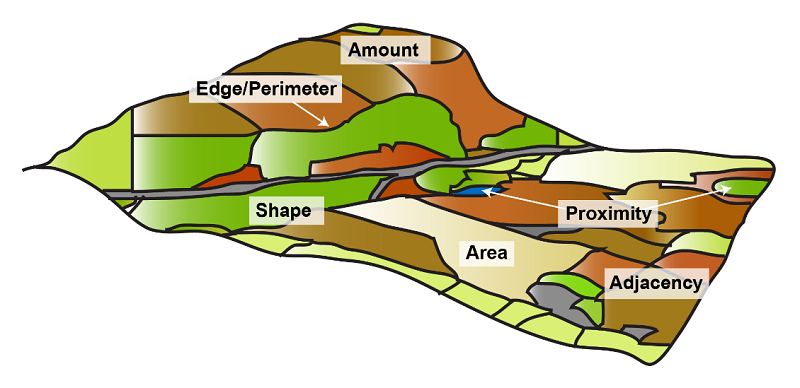 Amount
Edge/Perimeter
Shape
Proximity
Area
Adjacency